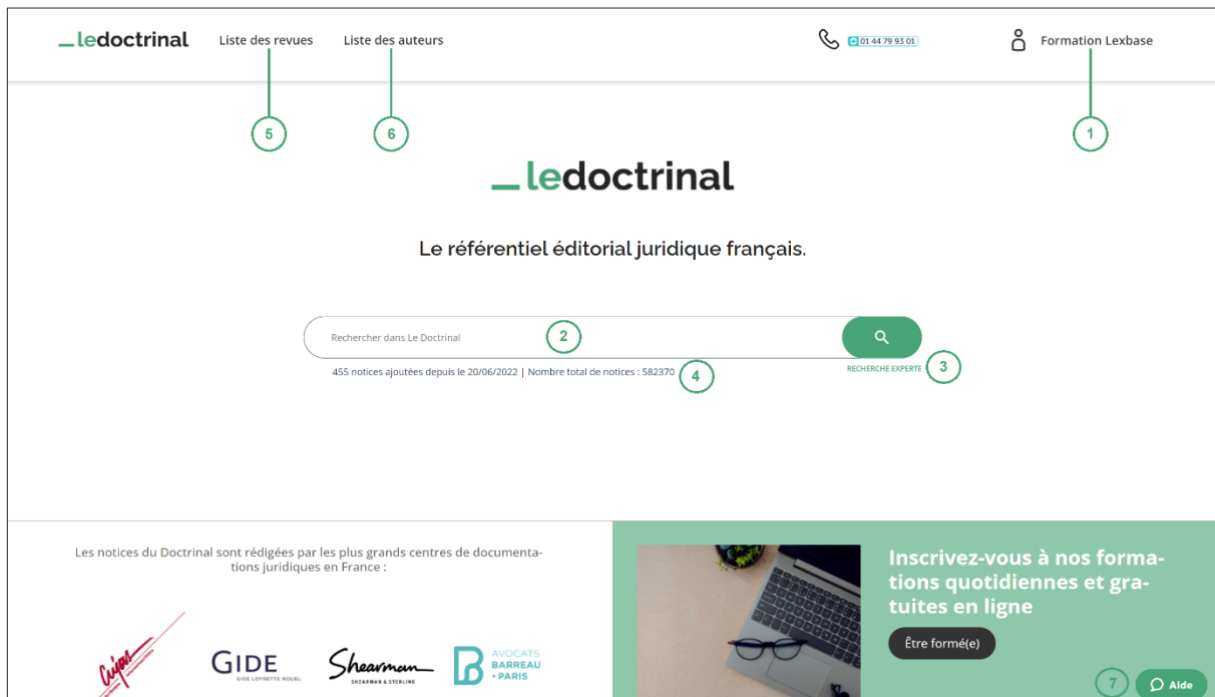 _ledoctrinal Liste des revues Liste des auteurs 01 44 79 93 01 Formation Lexbase
5 6 1
_ledoctrinal
Le référentiel éditorial juridique français.
Rechercher dans Le Doctrinal 2
455 notices ajoutées depuis le 20/06/2022 | Nombre total de notices : 582370 4 RECHERCHE EXPERTE 3
Les notices du Doctrinal sont rédigées par les plus grands centres de documenta-
tions juridiques en France :
Cujas
GIDE
GIDE LOYRETTE NOUEL
Shearman
SHEARMAN & STERLING
B AVOCATS
BARREAU
• PARIS
Inscrivez-vous à nos forma-
tions quotidiennes et gra-
tuites en ligne
Être formé(e)
7 Aide